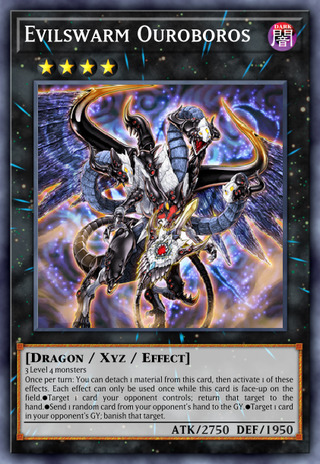 Evilswarm Ouroboros
DARK
闇
[Dragon / Xyz / Effect]
3 Level 4 monsters
Once per turn: You can detach 1 material from this card, then activate 1 of these
effects. Each effect can only be used once while this card is face-up on the
field.●Target 1 card your opponent controls; return that target to
the hand.●Send 1 random card from your opponent's hand to the GY.●Target 1 card
in your opponent's GY; banish that target.
ATK/2750 DEF/1950